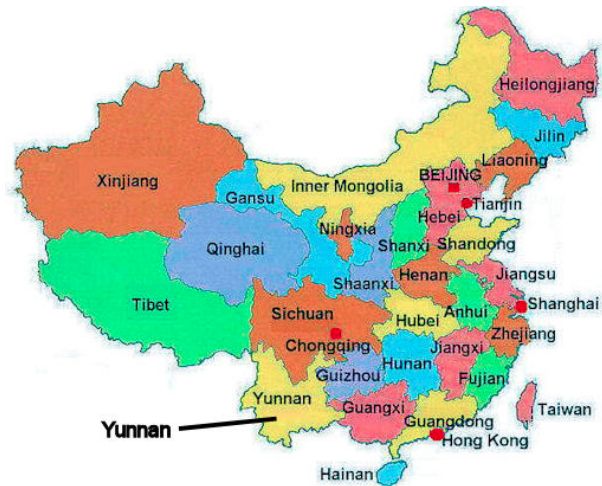 Heilongjiang
Jilin
Liaoning
BEIJING
Inner Mongolia
Xinjiang
Gansu
Tianjin
Hebei
Ningxia
Shanxi
Shandong
Qinghai
Henan
Jiangsu
Shaanxi
Tibet
Shanghai
Sichuan
Anhui
Hubei
Zhejiang
Chongqing
Jiangxi
Hunan
Guizhou
Fujian
Yunnan
Guangxi
Taiwan
Guangdong
Yunnan
Hong Kong
Hainan